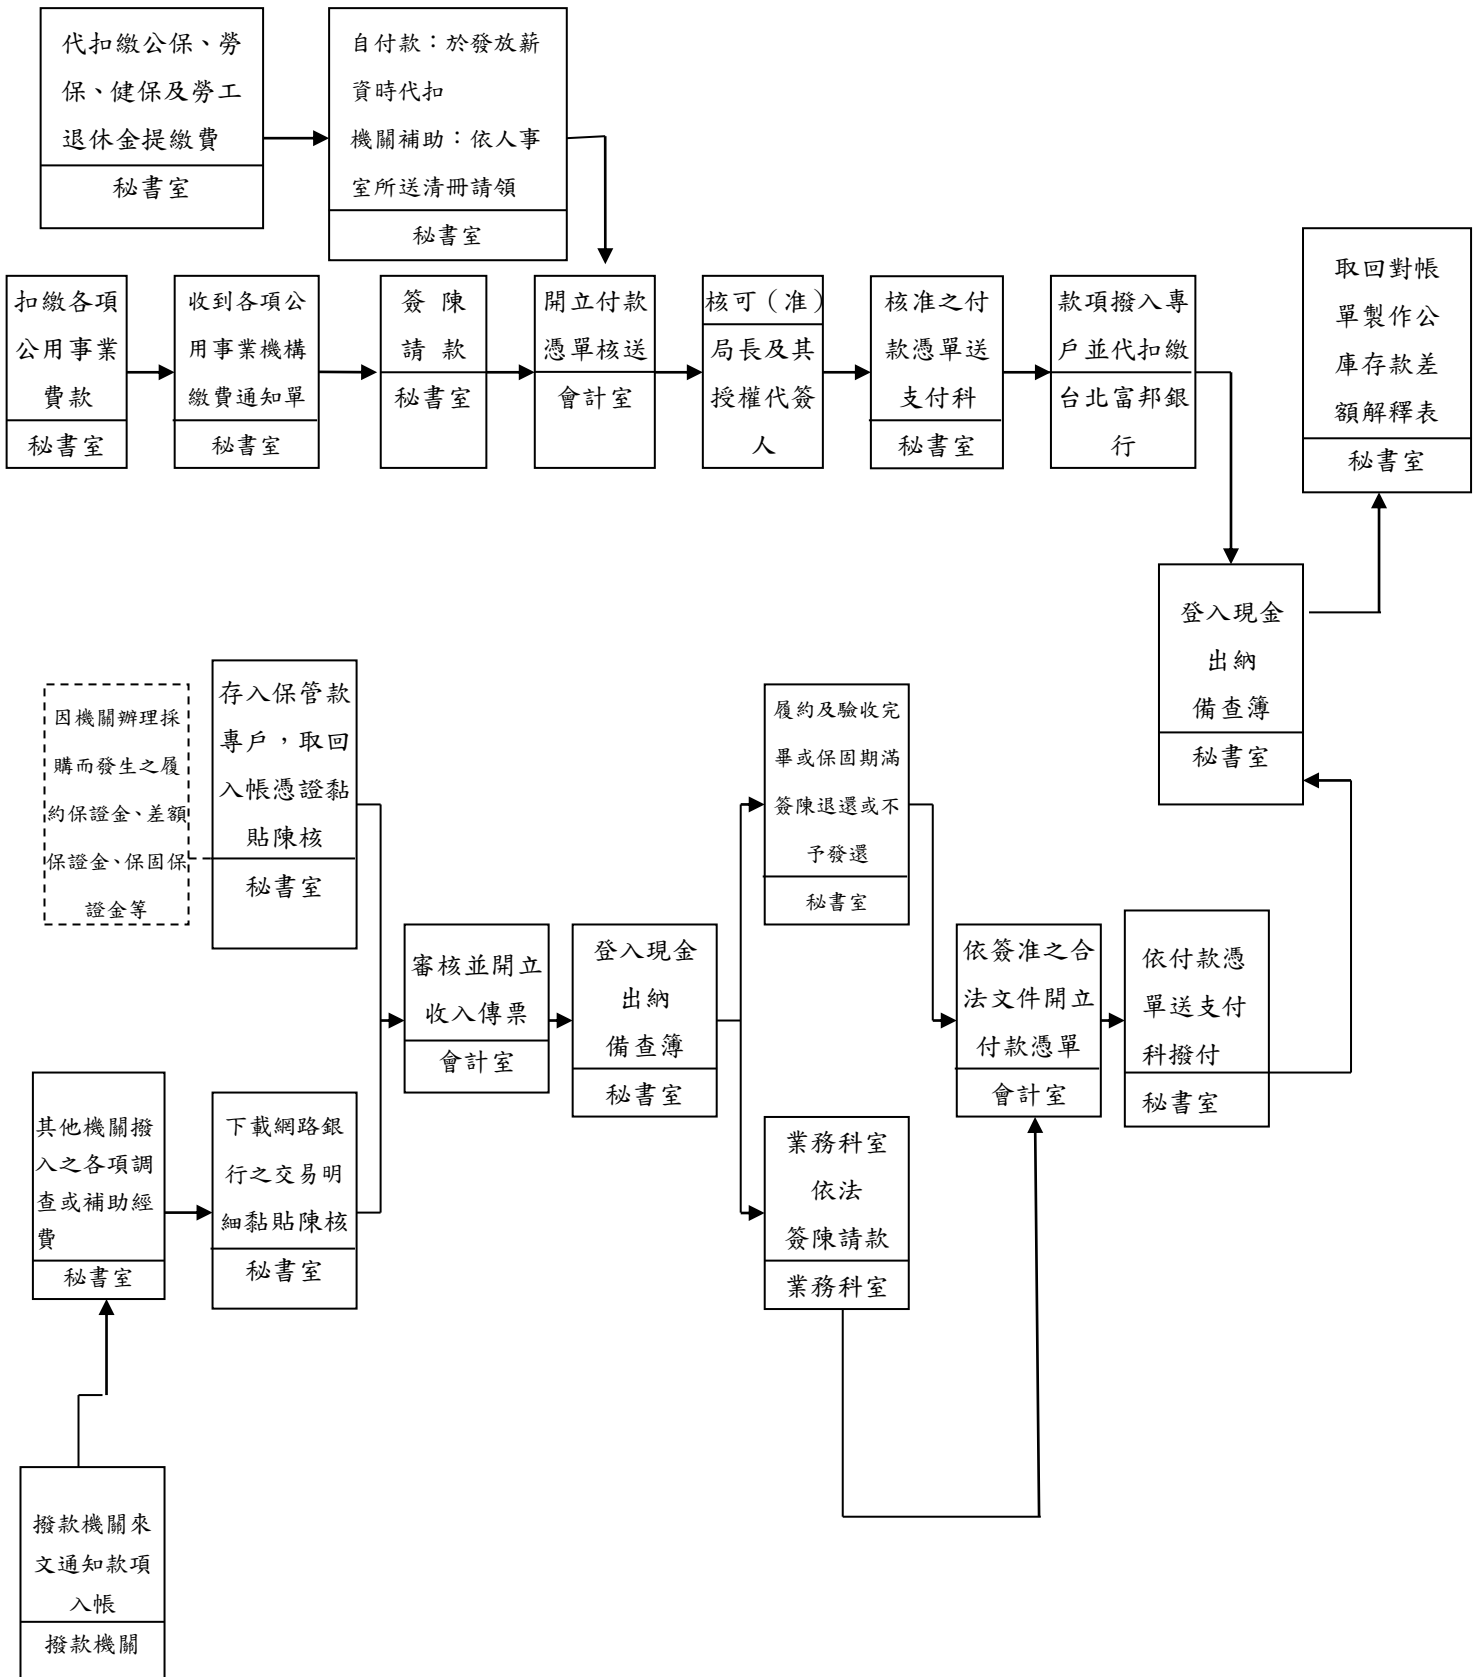 代扣繳公保、勞
保、健保及勞工
退休金提繳費
秘書室
自付款：於發放薪
資時代扣
機關補助：依人事
室所送清冊請領
秘書室
扣繳各項
公用事業
費款
秘書室
收到各項公
用事業機構
繳費通知單
秘書室
簽 陳
請 款
秘書室
開立付款
憑單核送
會計室
核可（准）
局長及其
授權代簽
人
核准之付
款憑單送
支付科
秘書室
款項撥入專
戶並代扣繳
台北富邦銀
行
取回對帳
單製作公
庫存款差
額解釋表
秘書室
登入現金
出納
備查簿
秘書室
因機關辦理採
購而發生之履
約保證金、差額
保證金、保固保
證金等
存入保管款
專戶，取回
入帳憑證黏
貼陳核
秘書室
履約及驗收完
畢或保固期滿
簽陳退還或不
予發還
秘書室
審核並開立
收入傳票
會計室
登入現金
出納
備查簿
秘書室
依簽准之合
法文件開立
付款憑單
會計室
依付款憑
單送支付
科撥付
秘書室
其他機關撥
入之各項調
查或補助經
費
秘書室
下載網路銀
行之交易明
細黏貼陳核
秘書室
業務科室
依法
簽陳請款
業務科室
撥款機關來
文通知款項
入帳
撥款機關